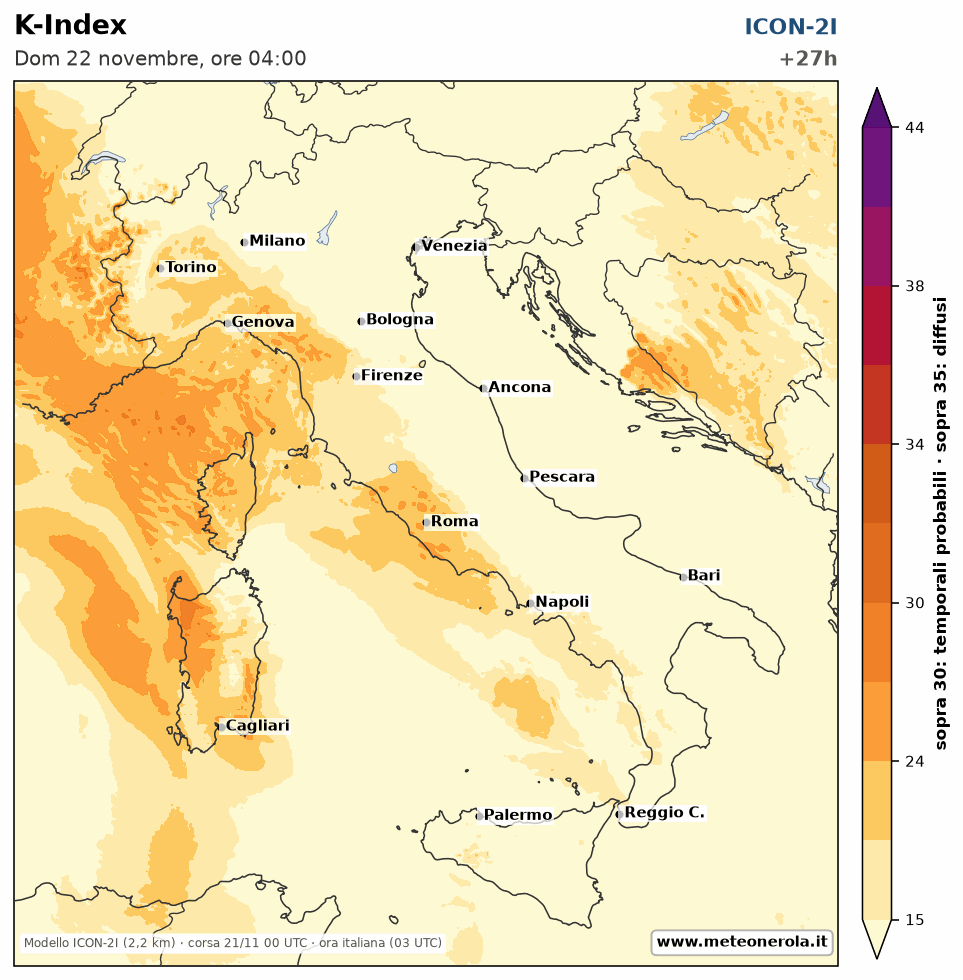 K-Index
ICON-2I
Dom 22 novembre, ore 04:00
+27h
44
38
34
30
24
15
sopra 30: temporali probabili · sopra 35: diffusi
Milano
Venezia
Torino
Genova
Bologna
Firenze
Ancona
Pescara
Roma
Bari
Napoli
Cagliari
Palermo
Reggio C.
Modello ICON-2I (2,2 km) · corsa 21/11 00 UTC · ora italiana (03 UTC)
www.meteonerola.it